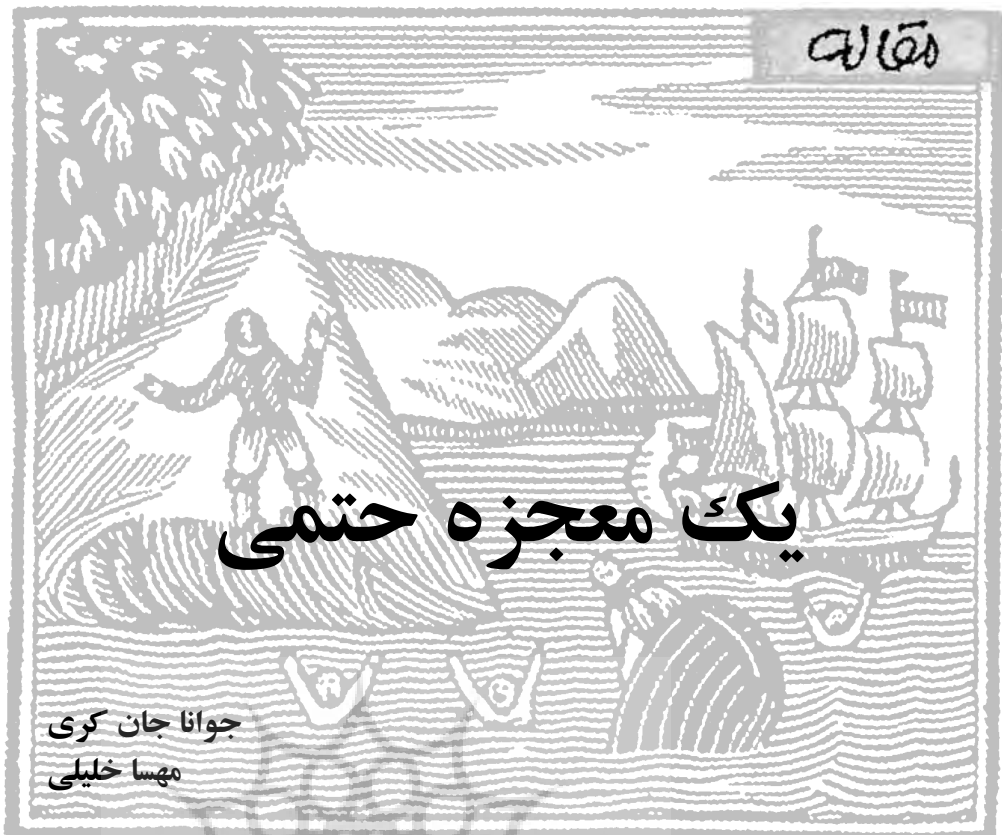 مقاله
یک معجزه حتمی
جوانا جان کری
مهسا خلیلی